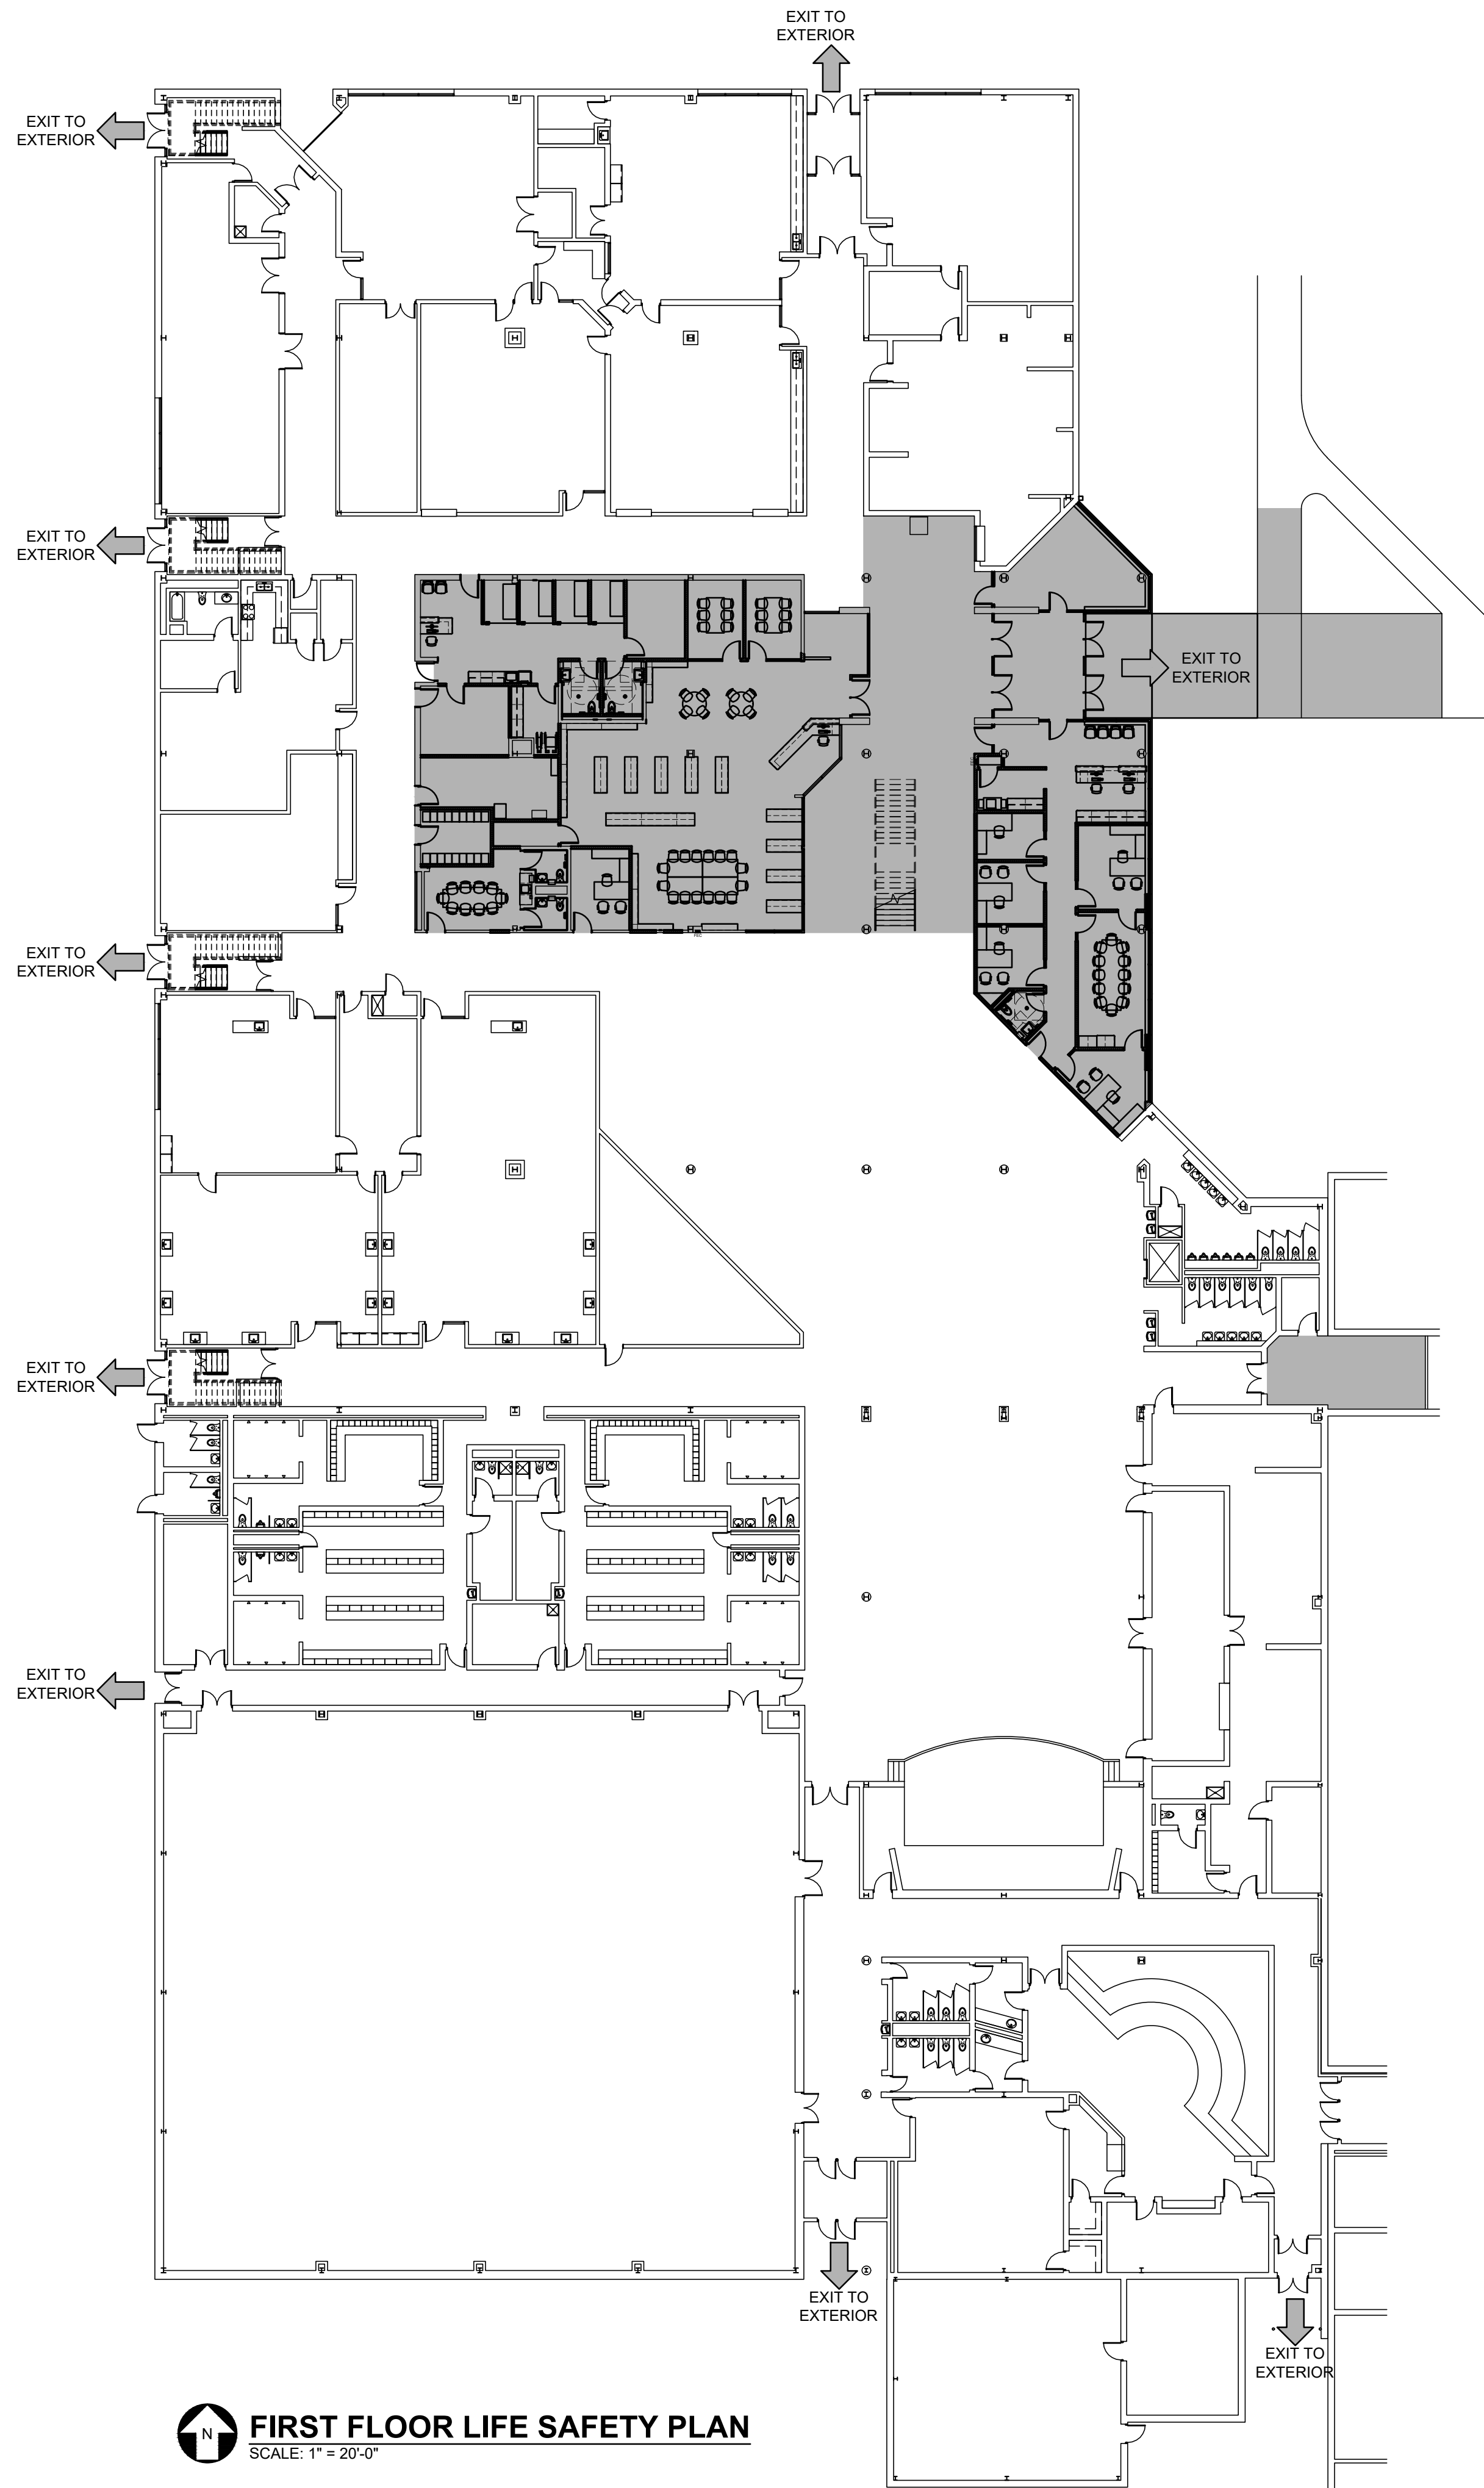 EXIT TO
EXTERIOR
EXIT TO
EXTERIOR
EXIT TO
EXTERIOR
EXIT TO
EXTERIOR
EXIT TO
EXTERIOR
EXIT TO
EXTERIOR
EXIT TO
EXTERIOR
EXIT TO
EXTERIOR
EXIT TO
EXTERIOR
N
FIRST FLOOR LIFE SAFETY PLAN
SCALE: 1" = 20'-0"